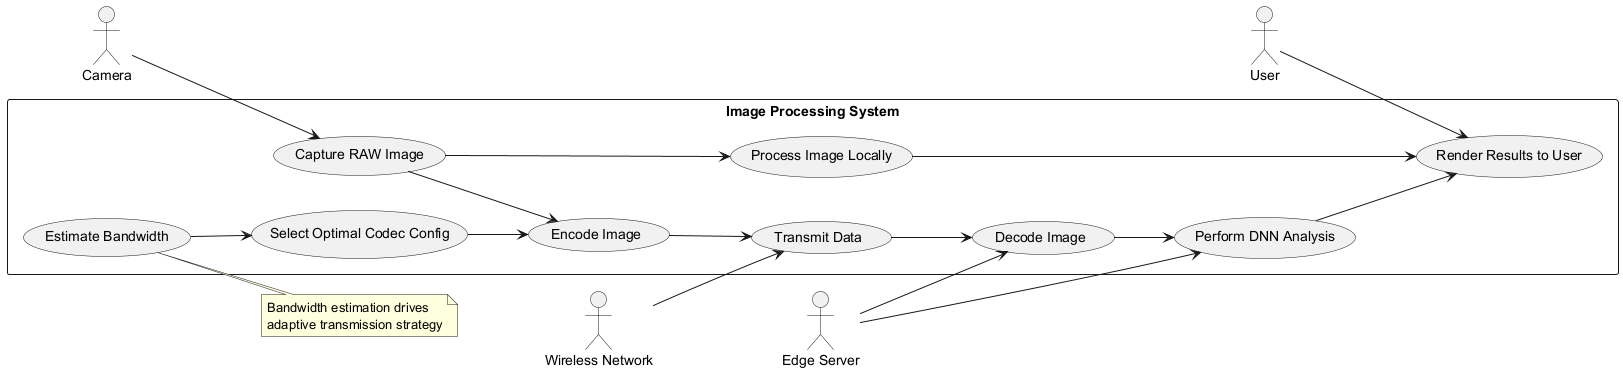 Camera
User
Image Processing System
Capture RAW Image
Process Image Locally
Render Results to User
Estimate Bandwidth
Select Optimal Codec Config
Encode Image
Transmit Data
Decode Image
Perform DNN Analysis
Bandwidth estimation drives
adaptive transmission strategy
Wireless Network
Edge Server